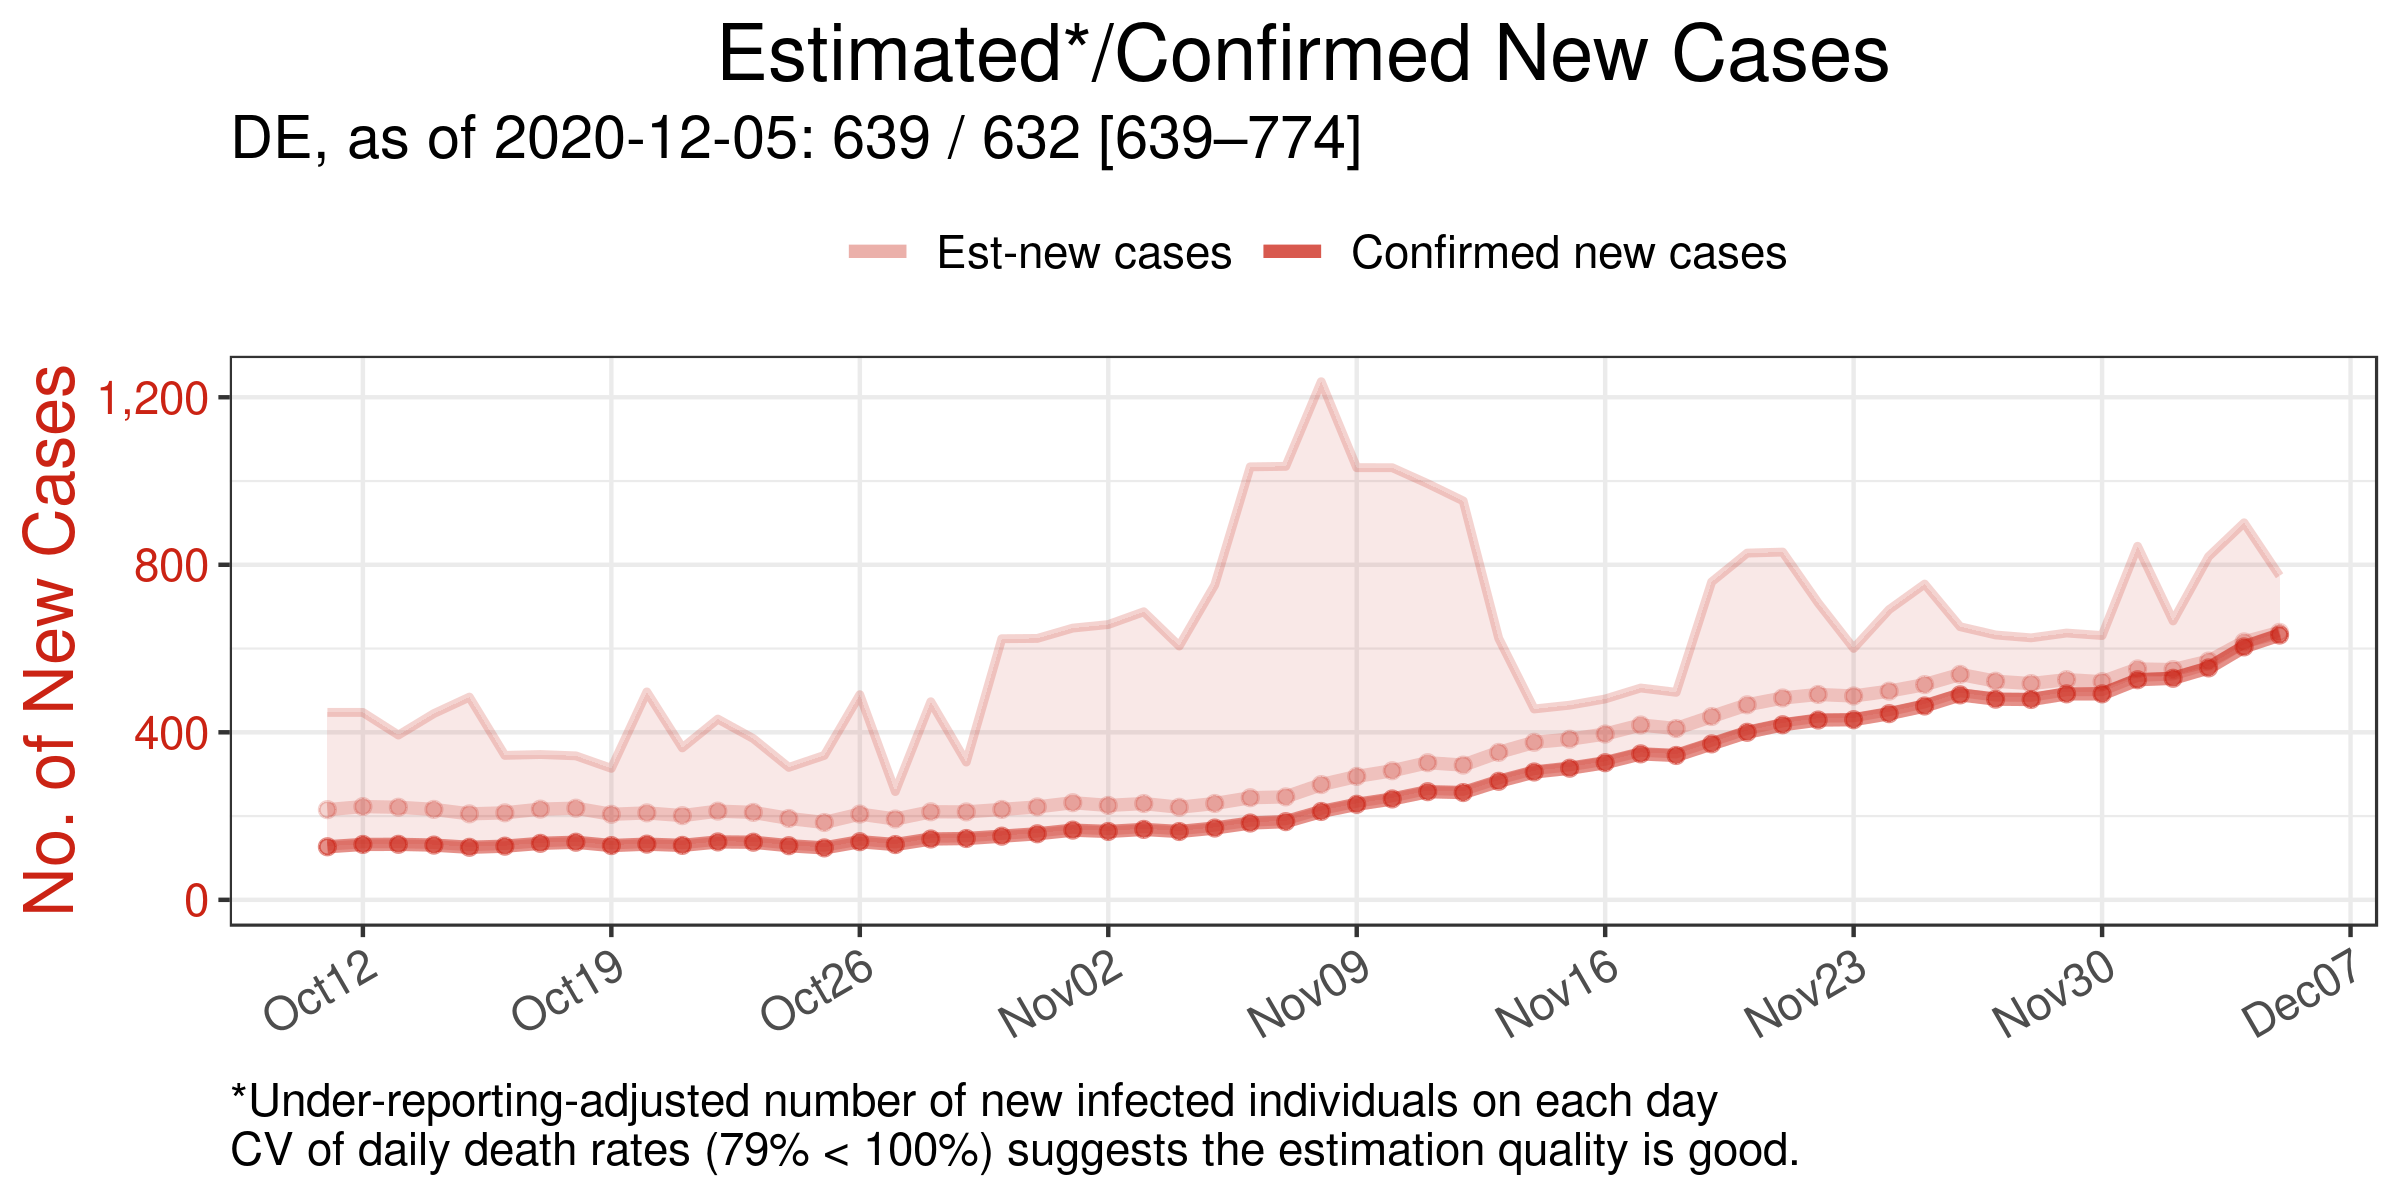 Estimated*/Confirmed New Cases
DE, as of 2020-12-05: 639 / 632 [639–774]
Est-new cases Confirmed new cases
No. of New Cases
1,200
800
400
0
Oct12 Oct19 Oct26 Nov02 Nov09 Nov16 Nov23 Nov30 Dec07
*Under-reporting-adjusted number of new infected individuals on each day
CV of daily death rates (79% < 100%) suggests the estimation quality is good.